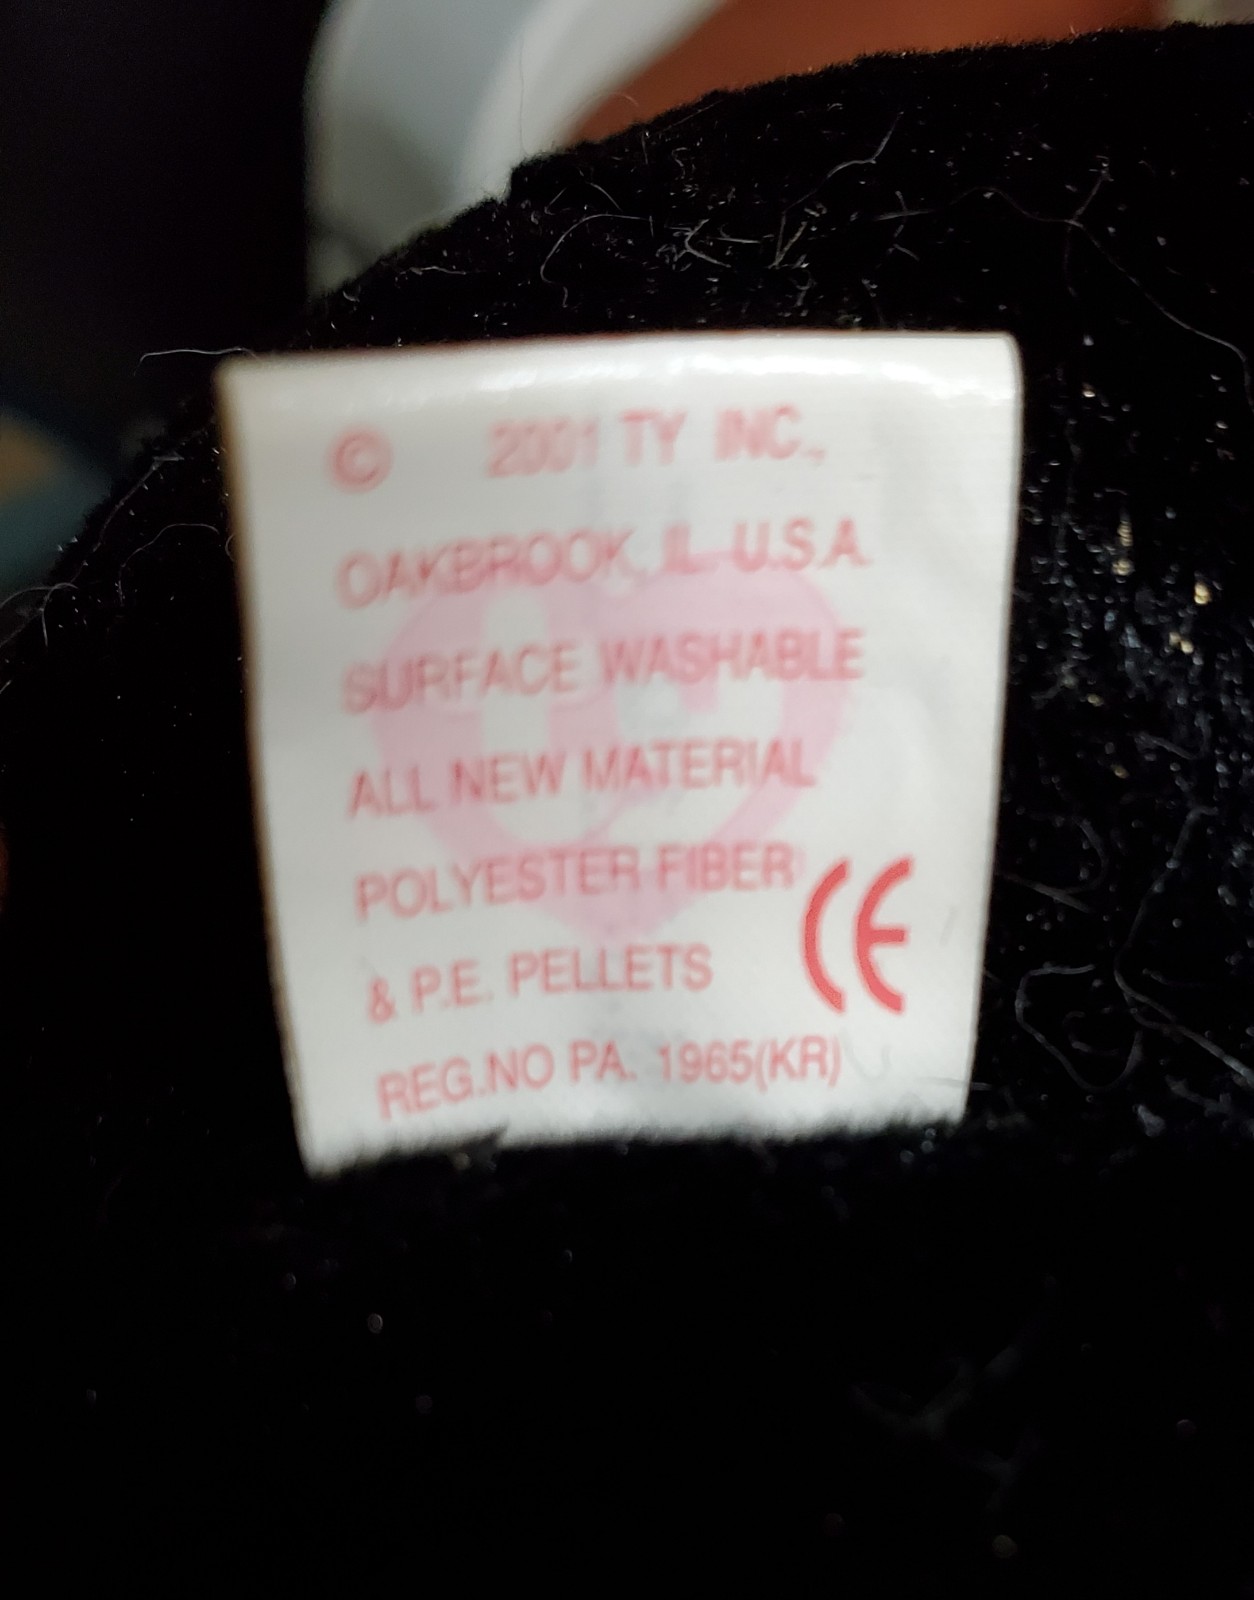 © 2001 TY INC.,
OAKBROOK, IL U.S.A.
SURFACE WASHABLE
ALL NEW MATERIAL
POLYESTER FIBER
& P.E. PELLETS CE
REG.NO PA. 1965(KR)